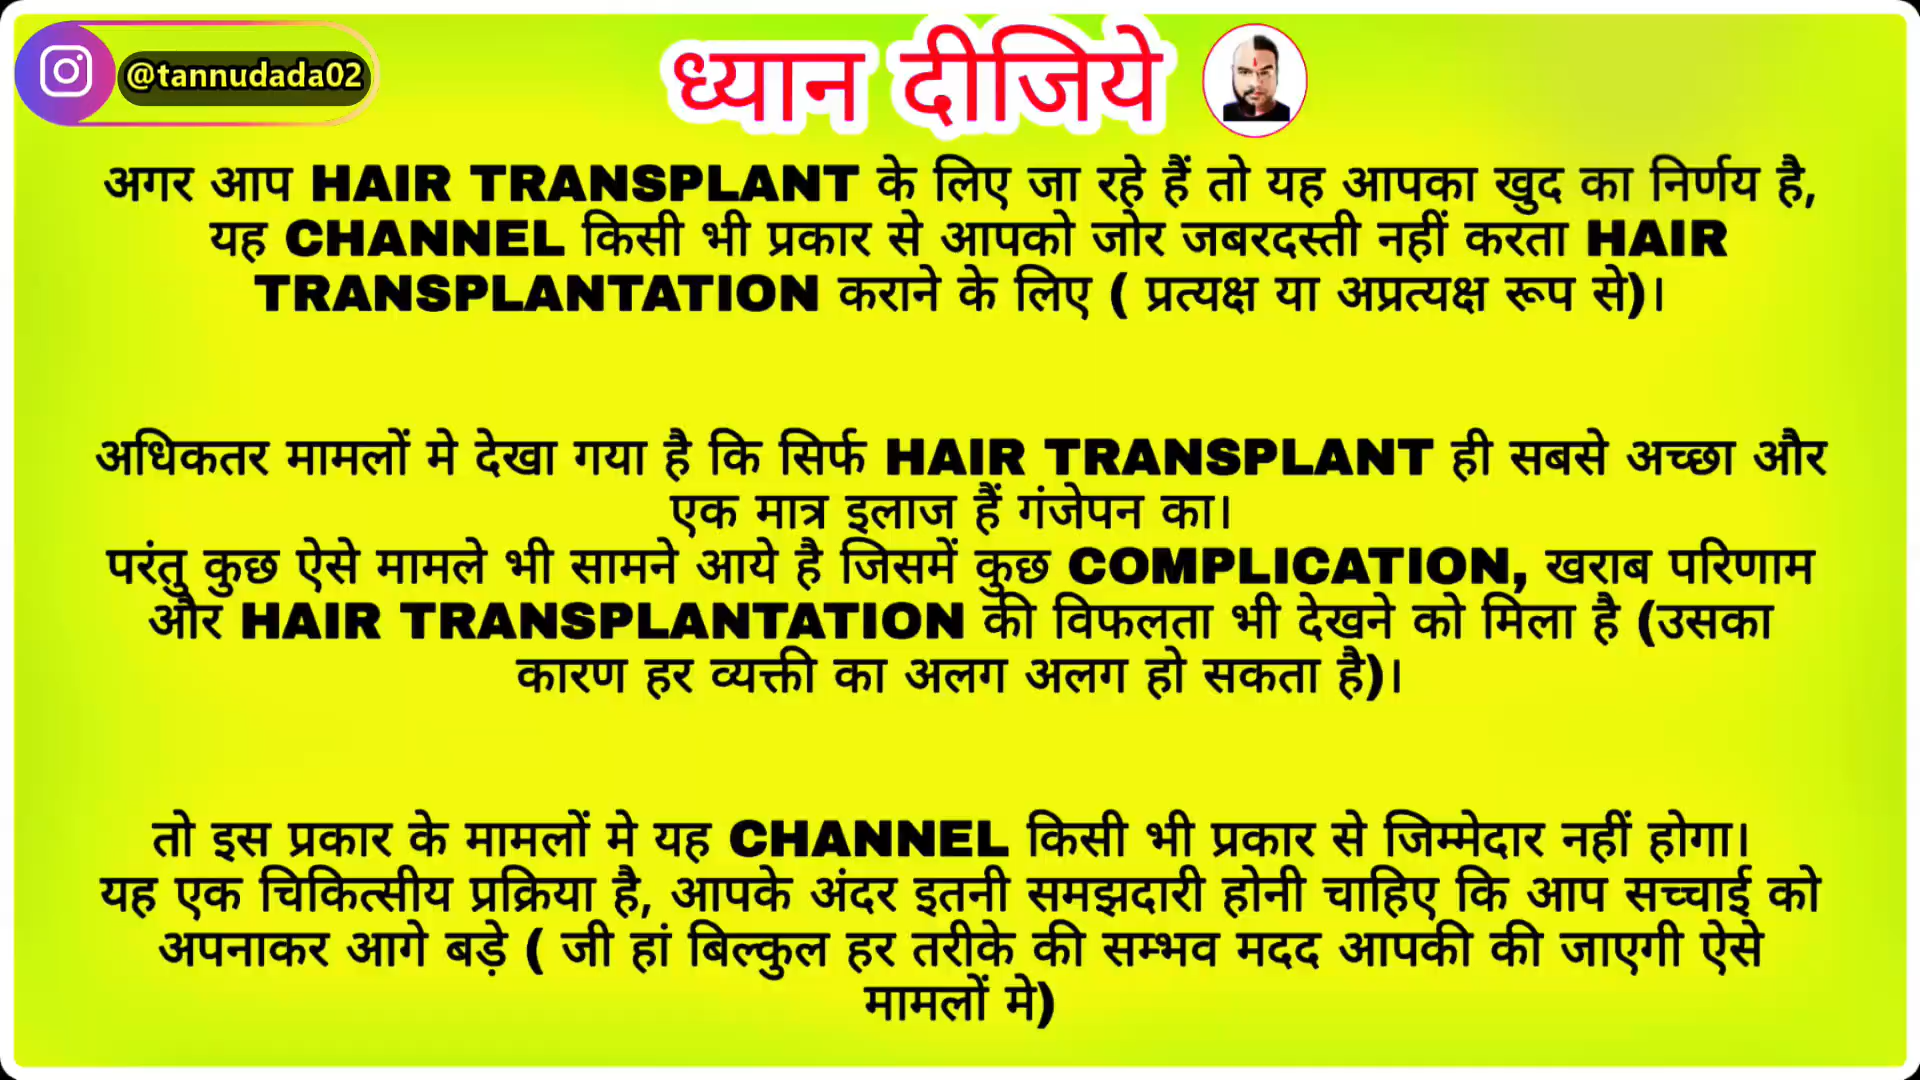 @tannudada02
ध्यान दीजिये
अगर आप HAIR TRANSPLANT के लिए जा रहे हैं तो यह आपका खुद का निर्णय है,
यह CHANNEL किसी भी प्रकार से आपको जोर जबरदस्ती नहीं करता HAIR
TRANSPLANTATION कराने के लिए ( प्रत्यक्ष या अप्रत्यक्ष रूप से)।
अधिकतर मामलों मे देखा गया है कि सिर्फ HAIR TRANSPLANT ही सबसे अच्छा और
एक मात्र इलाज हैं गंजेपन का।
परंतु कुछ ऐसे मामले भी सामने आये है जिसमें कुछ COMPLICATION, खराब परिणाम
और HAIR TRANSPLANTATION की विफलता भी देखने को मिला है (उसका
कारण हर व्यक्ती का अलग अलग हो सकता है)।
तो इस प्रकार के मामलों मे यह CHANNEL किसी भी प्रकार से जिम्मेदार नहीं होगा।
यह एक चिकित्सीय प्रक्रिया है, आपके अंदर इतनी समझदारी होनी चाहिए कि आप सच्चाई को
अपनाकर आगे बड़े ( जी हां बिल्कुल हर तरीके की सम्भव मदद आपकी की जाएगी ऐसे
मामलों मे)